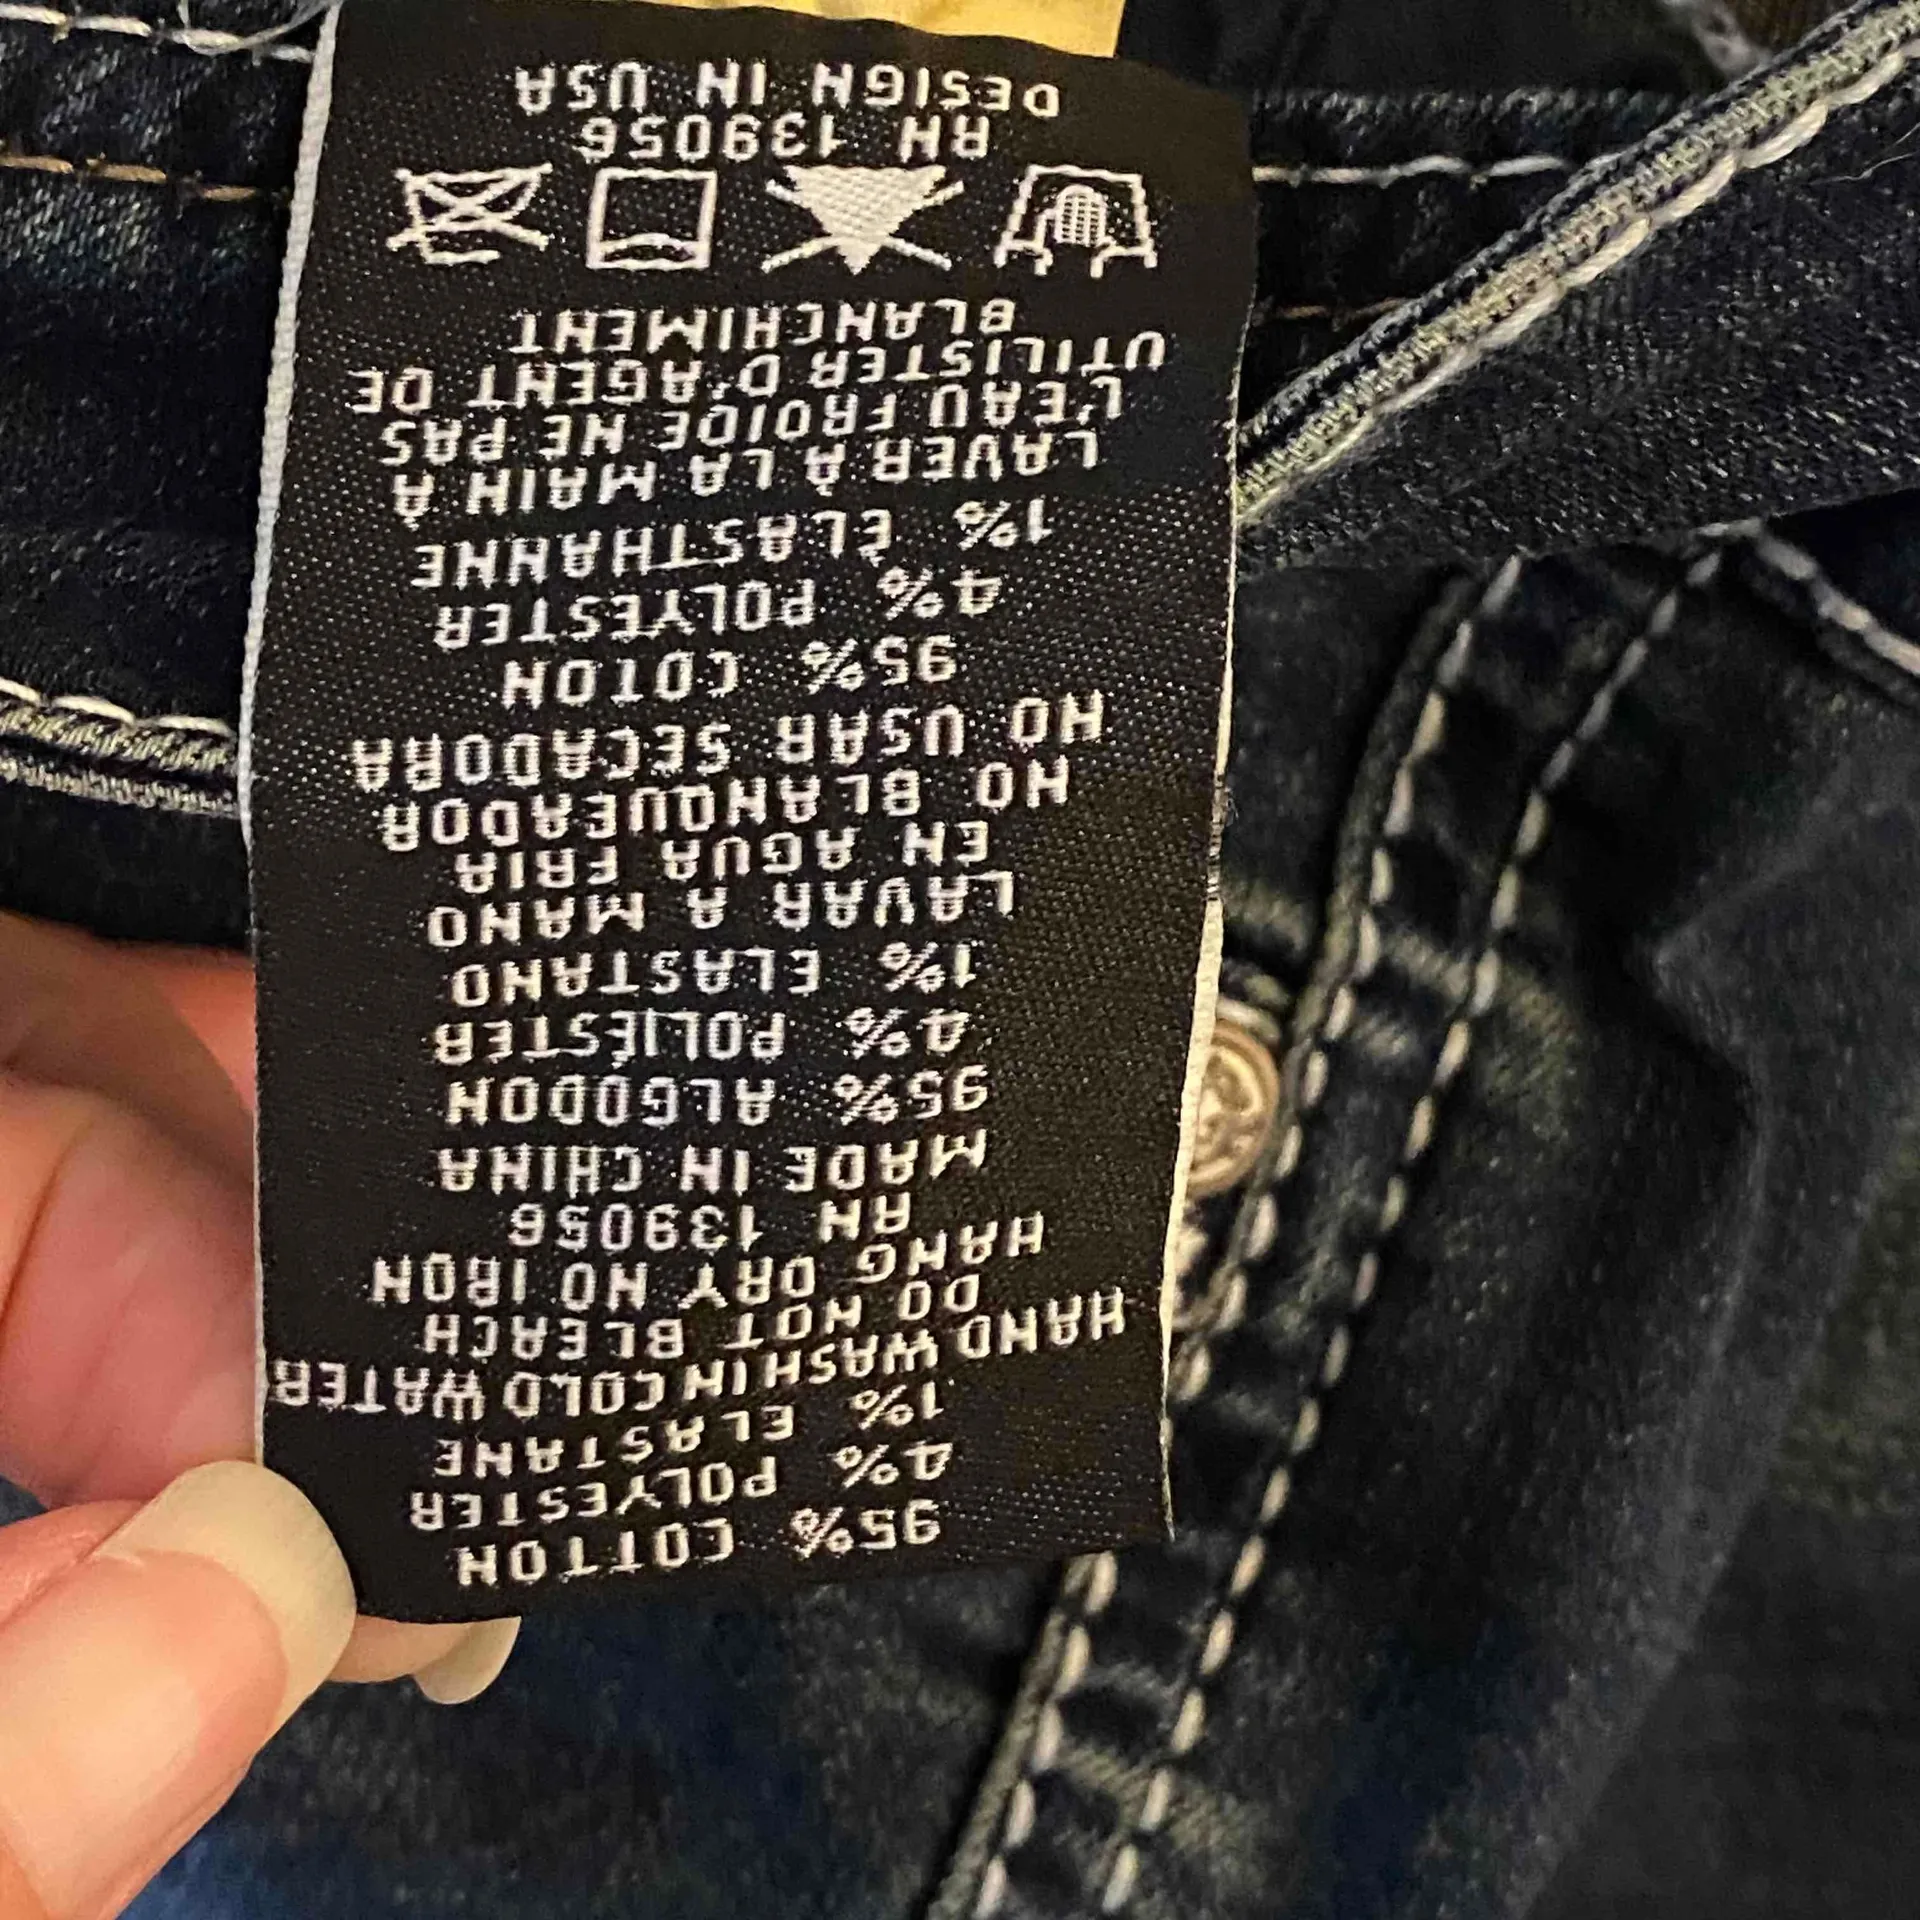 95% COTTON
4% POLYESTER
1% ELASTANE
HAND WASH IN COLD WATER
DO NOT BLEACH
HANG DRY NO IRON
RN 139056
MADE IN CHINA
95% ALGODON
4% POLIÉSTER
1% ELASTANO
LAVAR A MANO
EN AGUA FRIA
NO BLANQUEADOR
NO USAR SECADORA
95% COTON
4% POLYESTER
1% ÉLASTHANNE
LAVER À LA MAIN À
L'EAU FROIDE NE PAS
UTILISTER D'AGENT DE
BLANCHIMENT
RN 139056
DESIGN IN USA